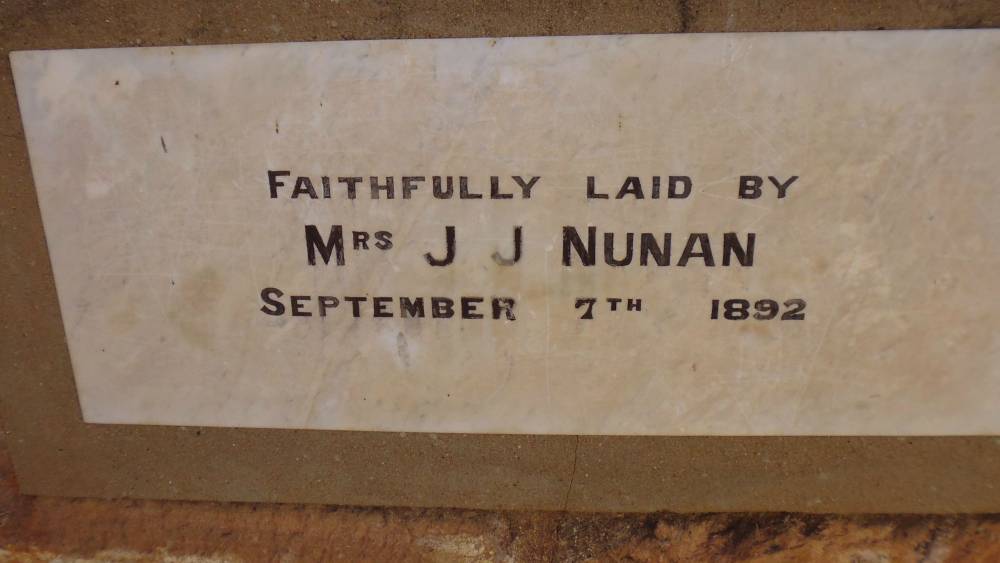 FAITHFULLY LAID BY
MRS J J NUNAN
SEPTEMBER 7TH 1892